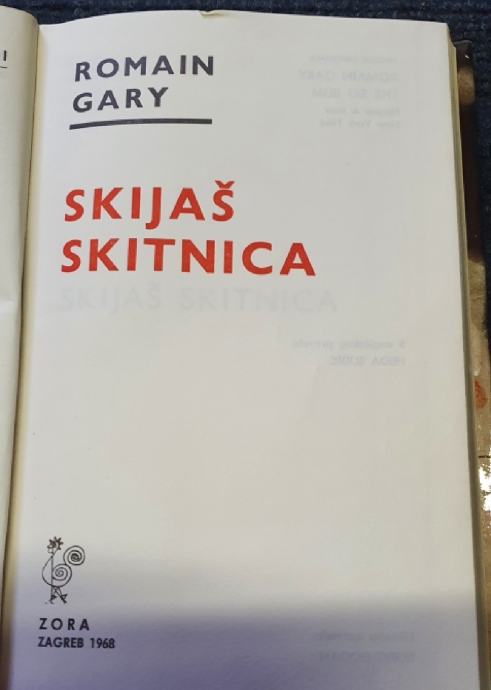 ROMAIN
GARY
SKIJAŠ
SKITNICA
ZORA
ZAGREB 1968